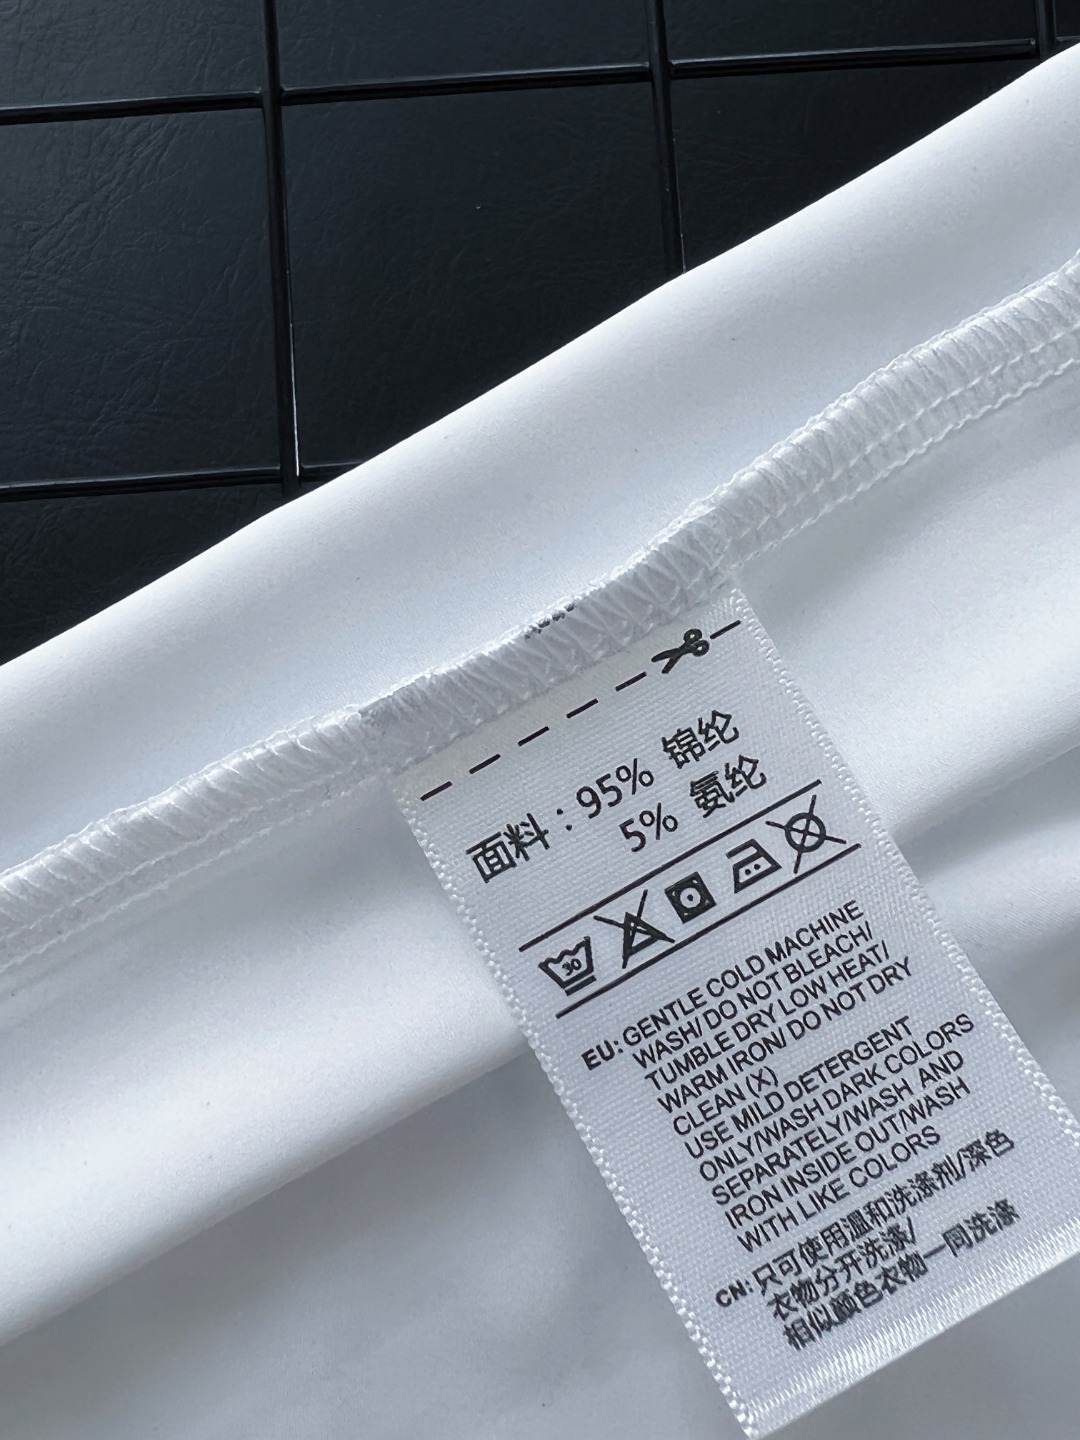 面料：95% 锦纶
5% 氨纶
30
EU: GENTLE COLD MACHINE
WASH/ DO NOT BLEACH/
TUMBLE DRY LOW HEAT/
WARM IRON/ DO NOT DRY
CLEAN (X)
USE MILD DETERGENT
ONLY/WASH DARK COLORS
SEPARATELY/WASH AND
IRON INSIDE OUT/WASH
WITH LIKE COLORS
CN: 只可使用温和洗涤剂/深色
衣物分开洗涤/
相似颜色衣物一同洗涤